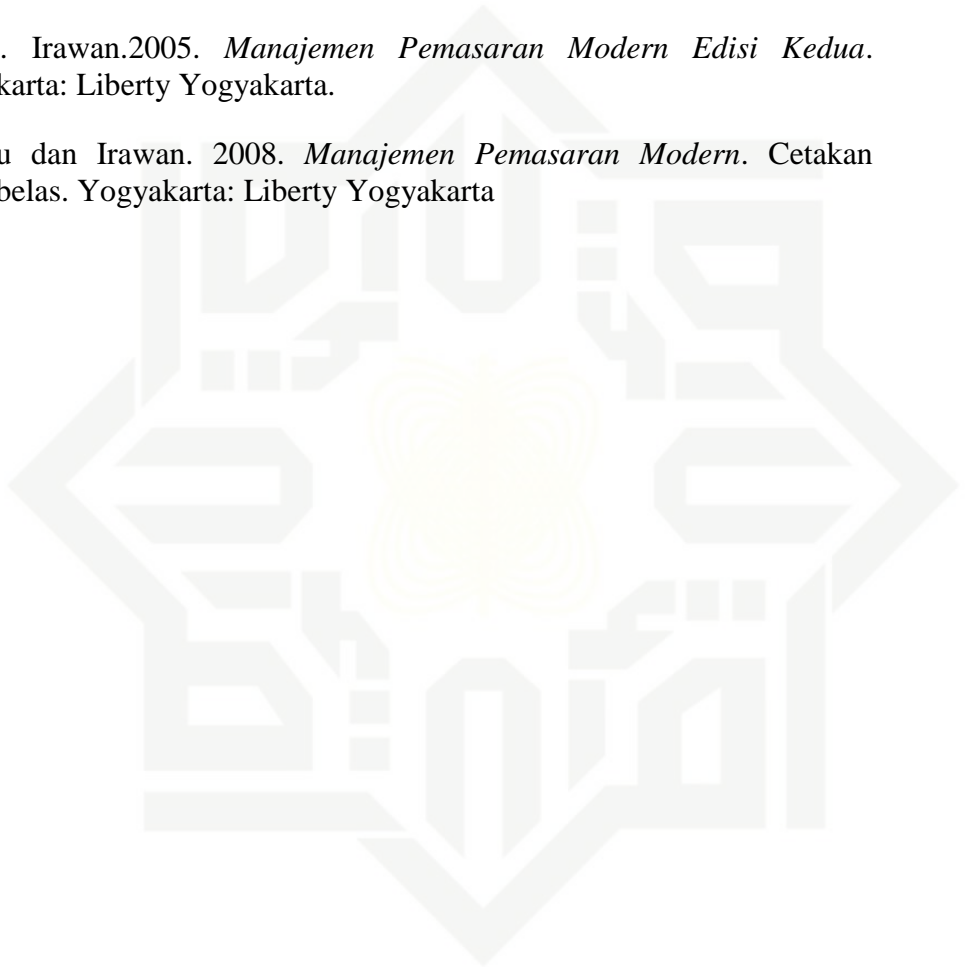 . Irawan.2005. Manajemen Pemasaran Modern Edisi Kedua.
karta: Liberty Yogyakarta.
u dan Irawan. 2008. Manajemen Pemasaran Modern. Cetakan
belas. Yogyakarta: Liberty Yogyakarta